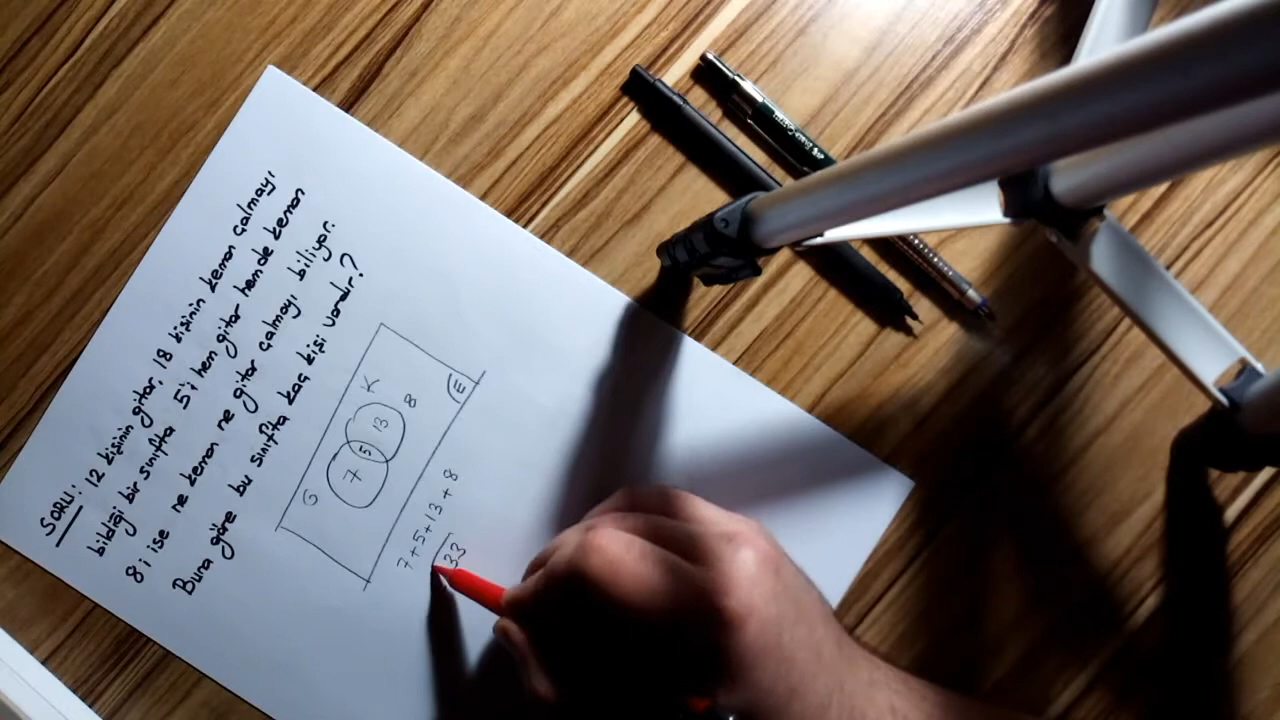 SORU: 12 kişinin gitar, 18 kişinin keman çalmayı
bildiği bir sınıfta 5'i hem gitar hemde keman
8'i ise ne keman ne gitar çalmayı biliyor.
Buna göre bu sınıfta kaç kişi vardır?
G K E
7 5 13 8
7+5+13+8
33